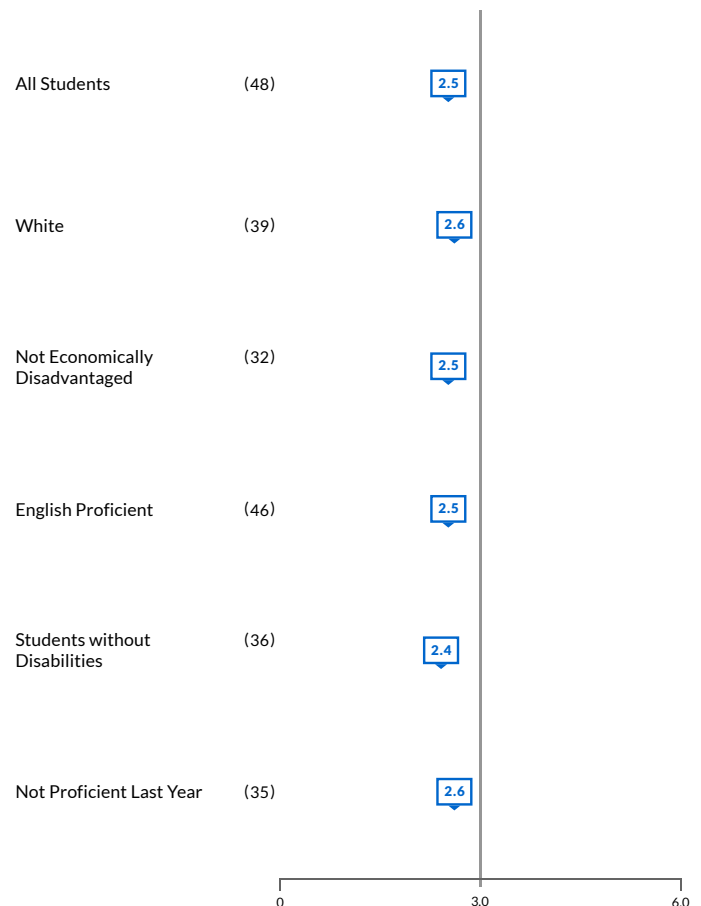 All Students (48) 2.5
White (39) 2.6
Not Economically (32) 2.5
Disadvantaged
English Proficient (46) 2.5
Students without (36) 2.4
Disabilities
Not Proficient Last Year (35) 2.6
0 3.0 6.0